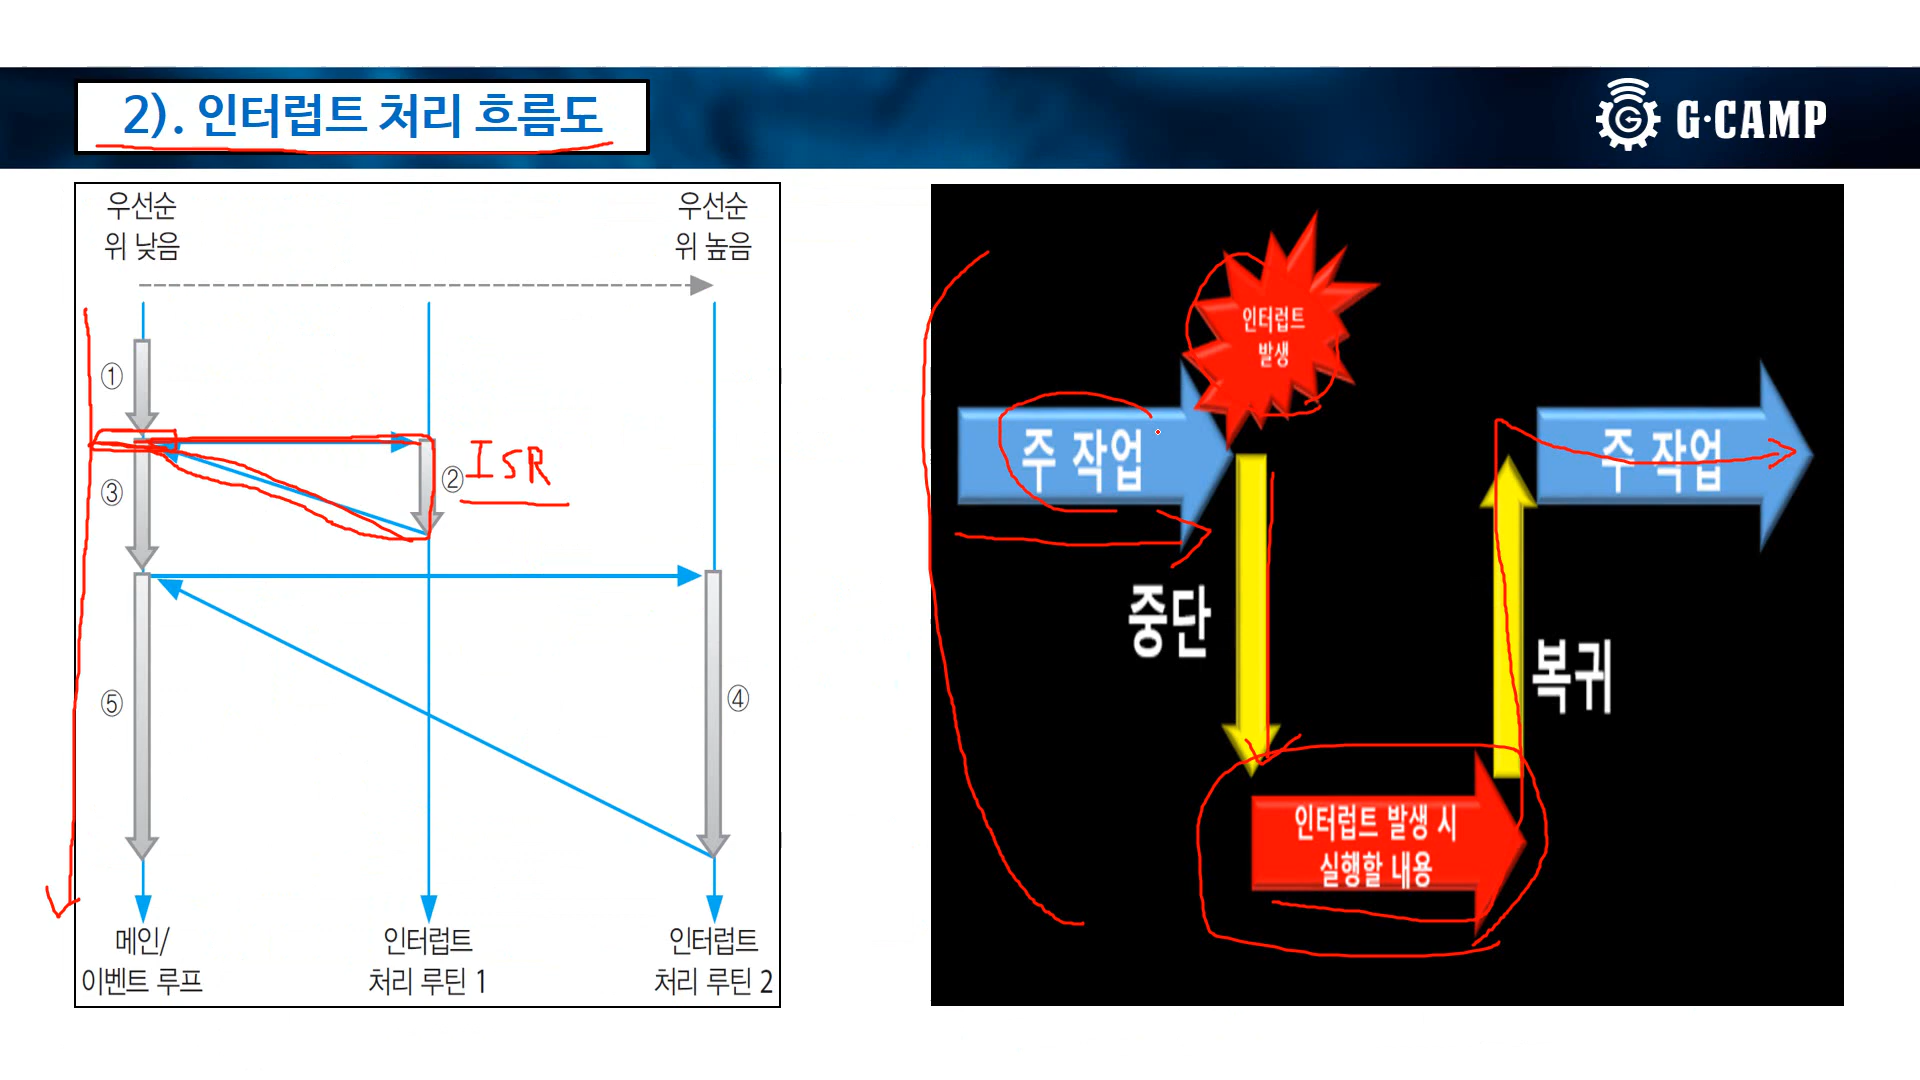 2). 인터럽트 처리 흐름도
G·CAMP
우선순
위 낮음
우선순
위 높음
①
②
ISR
③
④
⑤
메인/
이벤트 루프
인터럽트
처리 루틴 1
인터럽트
처리 루틴 2
인터럽트
발생
주 작업
주 작업
중단
복귀
인터럽트 발생 시
실행할 내용